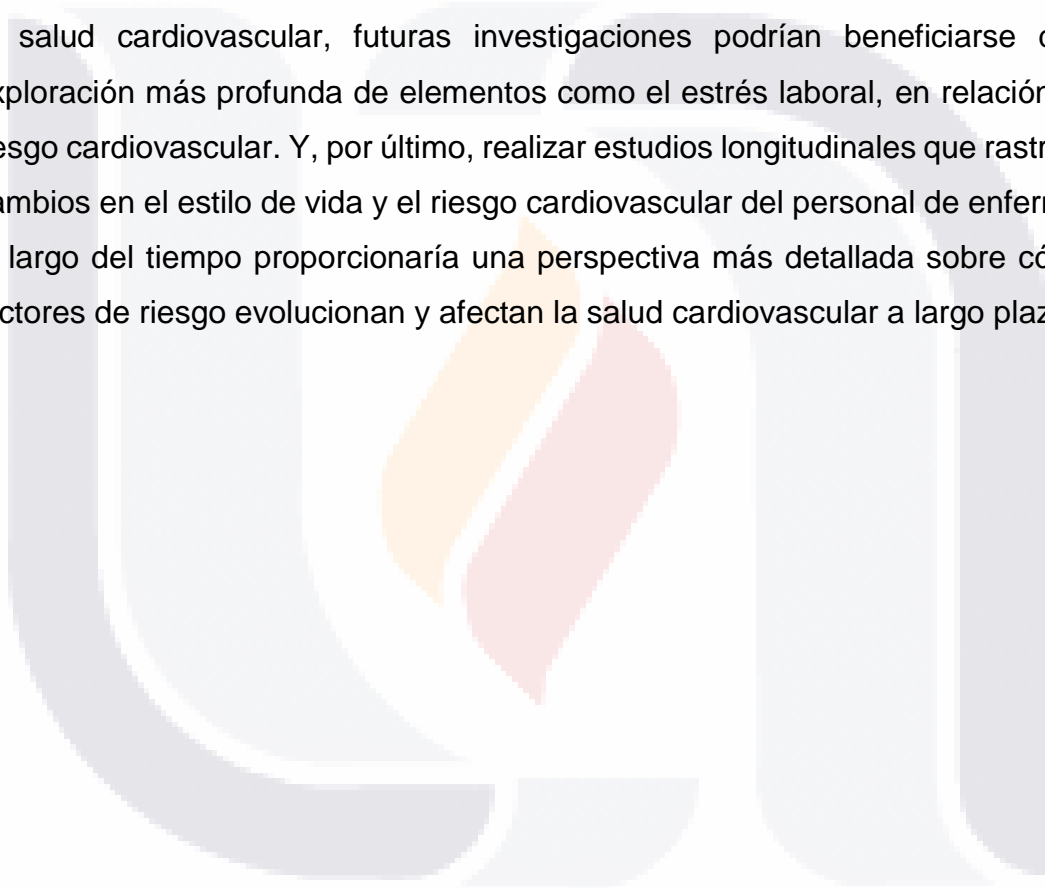 salud cardiovascular, futuras investigaciones podrían beneficiarse
xploración más profunda de elementos como el estrés laboral, en relación
esgo cardiovascular. Y, por último, realizar estudios longitudinales que rastr
ambios en el estilo de vida y el riesgo cardiovascular del personal de enferr
largo del tiempo proporcionaría una perspectiva más detallada sobre có
ctores de riesgo evolucionan y afectan la salud cardiovascular a largo plaz